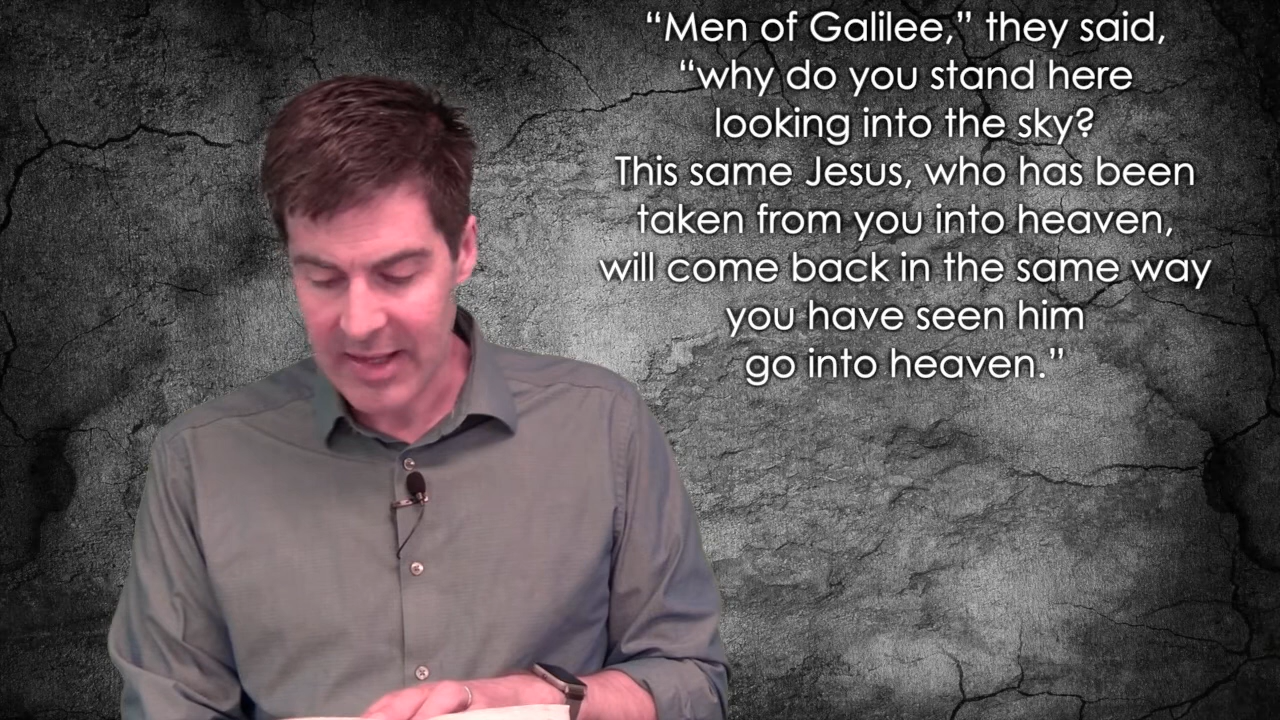 “Men of Galilee,” they said,
“why do you stand here
looking into the sky?
This same Jesus, who has been
taken from you into heaven,
will come back in the same way
you have seen him
go into heaven.”